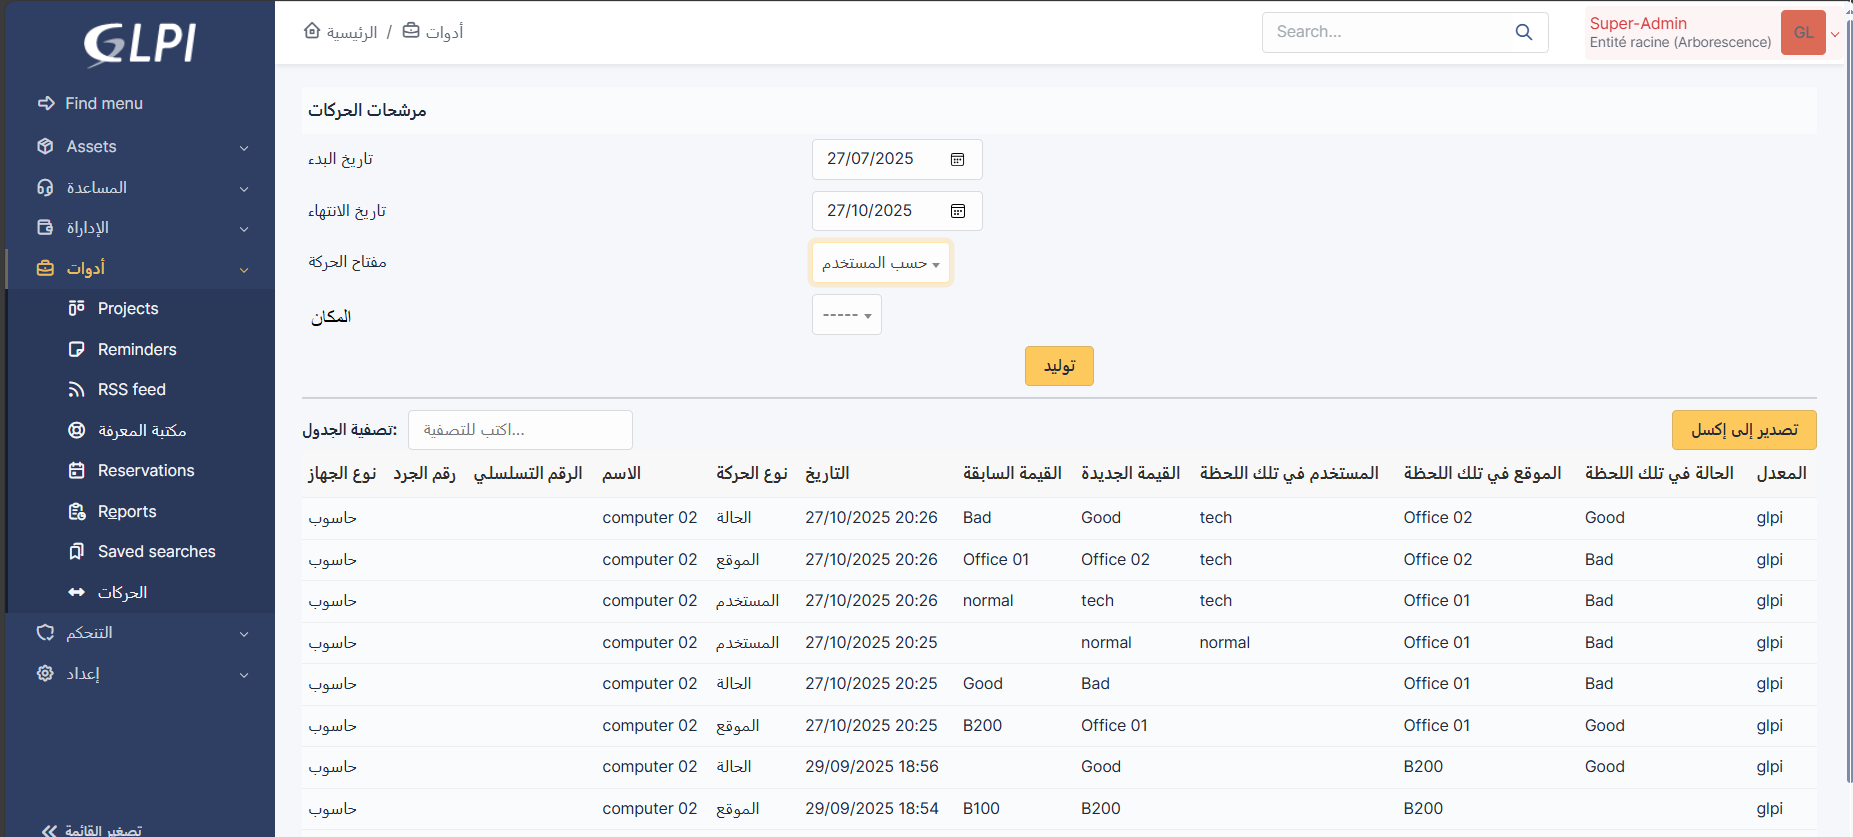 GLPI
Find menu
Assets
المساعدة
الإداراة
أدوات
Projects
Reminders
RSS feed
مكتبة المعرفة
Reservations
Reports
Saved searches
الحركات
التنحكم
إعداد
تصغير القائمة
الرئيسية / أدوات
Search...
Super-Admin
Entité racine (Arborescence)
GL
مرشحات الحركات
تاريخ البدء
27/07/2025
تاريخ الانتهاء
27/10/2025
مفتاح الحركة
حسب المستخدم
المكان
-----
توليد
تصفية الجدول:
اكتب للتصفية...
تصدير إلى إكسل
نوع الجهاز رقم الجرد الرقم التسلسلي الاسم نوع الحركة التاريخ القيمة السابقة القيمة الجديدة المستخدم في تلك اللحظة الموقع في تلك اللحظة الحالة في تلك اللحظة المعدل
حاسوب computer 02 الحالة 27/10/2025 20:26 Bad Good tech Office 02 Good glpi
حاسوب computer 02 الموقع 27/10/2025 20:26 Office 01 Office 02 tech Office 02 Bad glpi
حاسوب computer 02 المستخدم 27/10/2025 20:26 normal tech tech Office 01 Bad glpi
حاسوب computer 02 المستخدم 27/10/2025 20:25 normal normal Office 01 Bad glpi
حاسوب computer 02 الحالة 27/10/2025 20:25 Good Bad Office 01 Bad glpi
حاسوب computer 02 الموقع 27/10/2025 20:25 B200 Office 01 Office 01 Good glpi
حاسوب computer 02 الحالة 29/09/2025 18:56 Good B200 Good glpi
حاسوب computer 02 الموقع 29/09/2025 18:54 B100 B200 B200 glpi